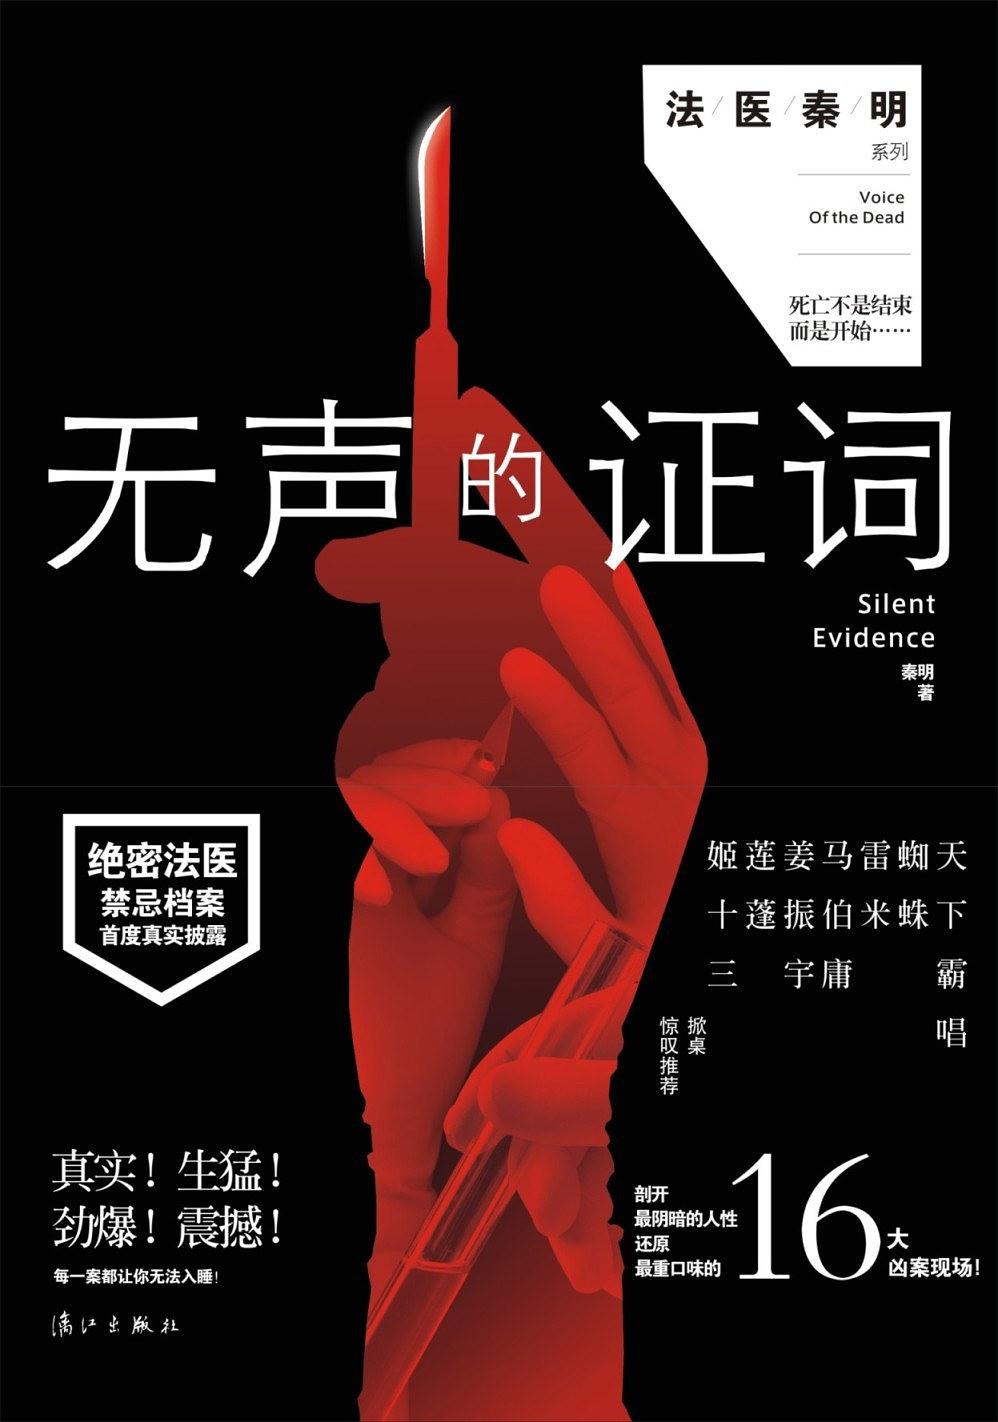 法/医/秦/明
系列
Voice
Of the Dead
死亡不是结束
而是开始……
无声的证词
Silent
Evidence
秦明
著
绝密法医
禁忌档案
首度真实披露
天下霸唱
蜘蛛
雷米
马伯庸
姜振宇
莲蓬
姬十三
掀桌
惊叹推荐
真实！生猛！
劲爆！震撼！
每一案都让你无法入睡！
漓江出版社
剖开
最阴暗的人性
还原
最重口味的
16大
凶案现场！